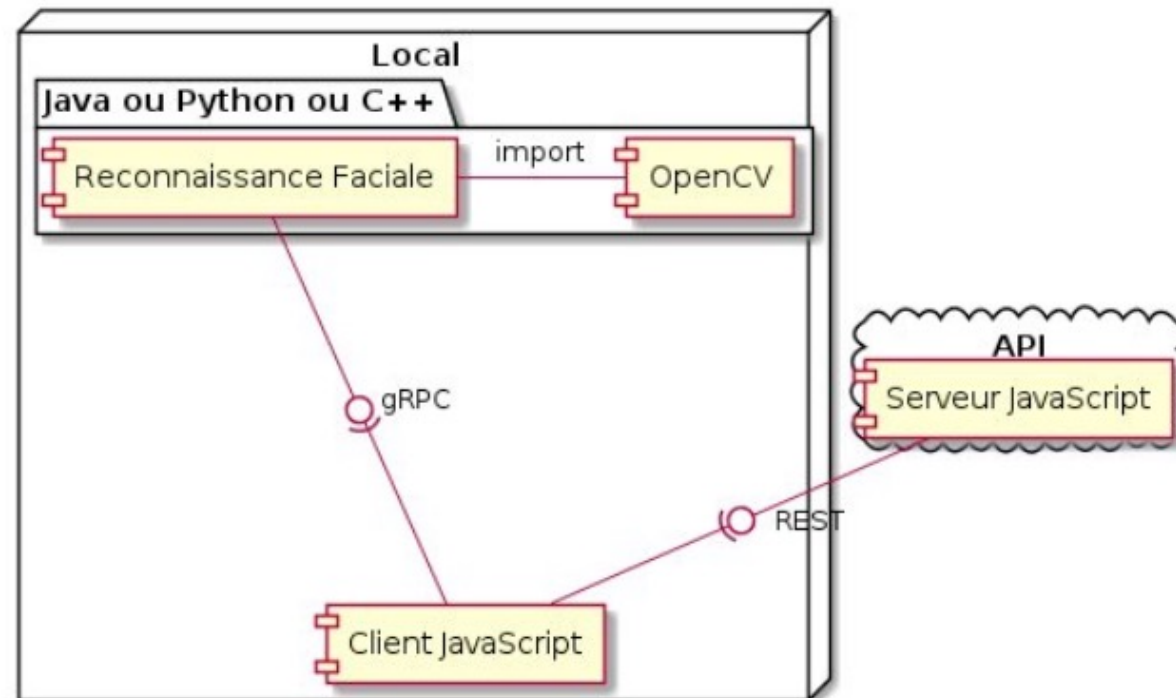 Local
Java ou Python ou C++
Reconnaissance Faciale
import
OpenCV
API
Serveur JavaScript
gRPC
REST
Client JavaScript